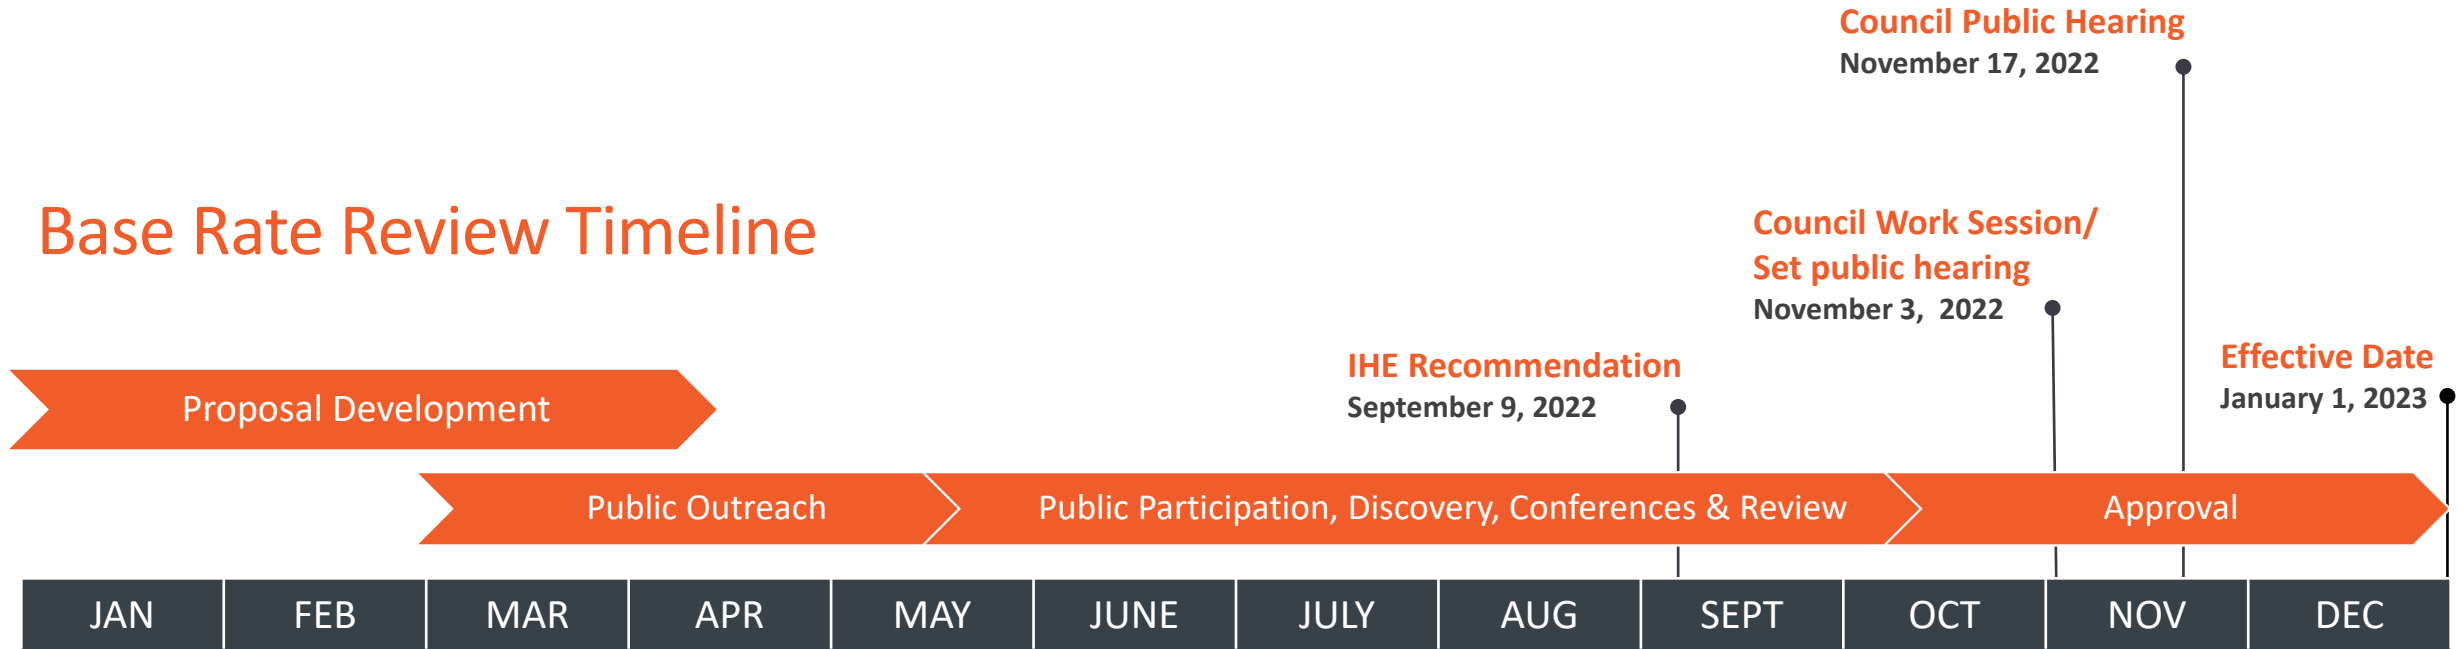 Council Public Hearing
November 17, 2022
Base Rate Review Timeline
Council Work Session/
Set public hearing
November 3,  2022
IHE Recommendation
September 9, 2022
Effective Date
January 1, 2023
Proposal Development
Public Outreach
Public Participation, Discovery, Conferences & Review
Approval
JAN FEB MAR APR MAY JUNE JULY AUG SEPT OCT NOV DEC